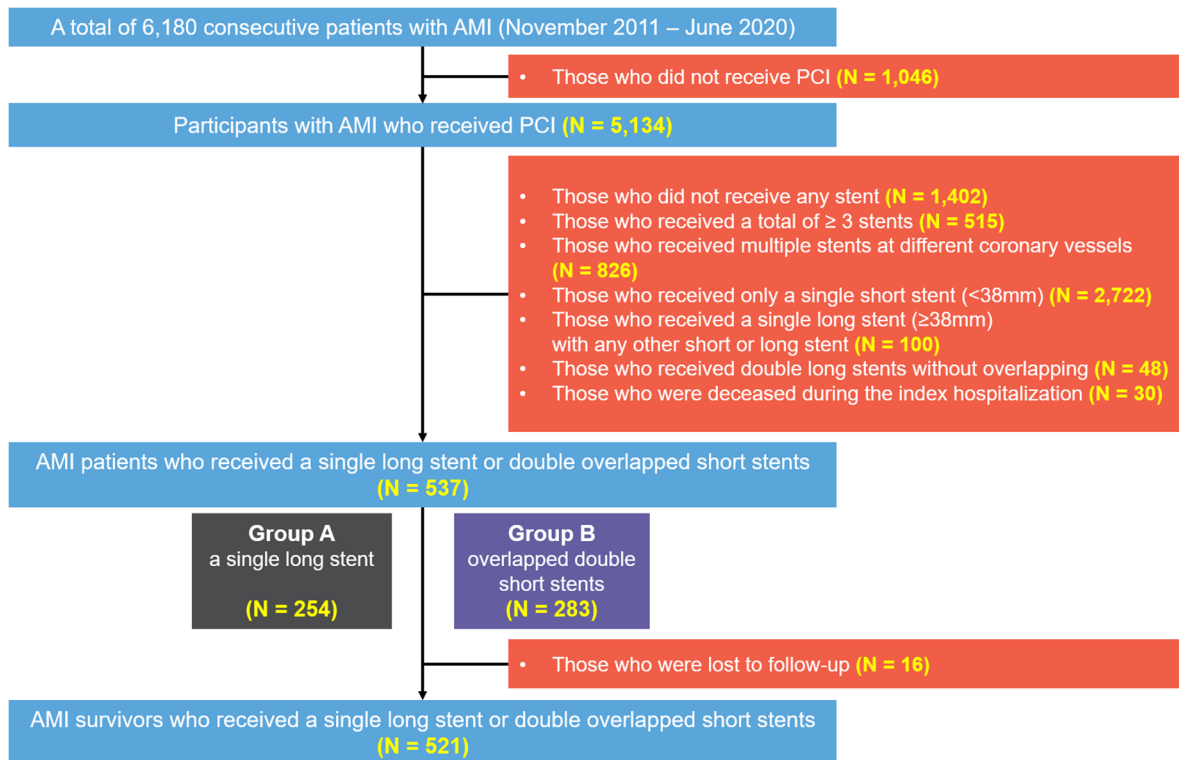 A total of 6,180 consecutive patients with AMI (November 2011 – June 2020)
• Those who did not receive PCI (N = 1,046)
Participants with AMI who received PCI (N = 5,134)
• Those who did not receive any stent (N = 1,402)
• Those who received a total of ≥ 3 stents (N = 515)
• Those who received multiple stents at different coronary vessels
(N = 826)
• Those who received only a single short stent (<38mm) (N = 2,722)
• Those who received a single long stent (≥38mm)
with any other short or long stent (N = 100)
• Those who received double long stents without overlapping (N = 48)
• Those who were deceased during the index hospitalization (N = 30)
AMI patients who received a single long stent or double overlapped short stents
(N = 537)
Group A
a single long stent
(N = 254)
Group B
overlapped double
short stents
(N = 283)
• Those who were lost to follow-up (N = 16)
AMI survivors who received a single long stent or double overlapped short stents
(N = 521)